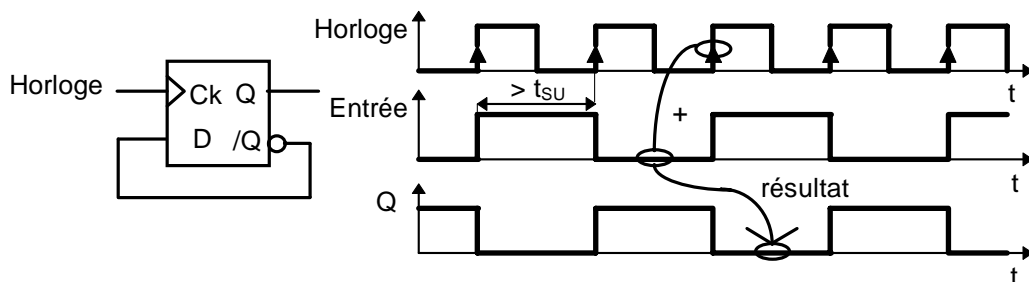 Horloge
Ck Q
D /Q
Horloge
t
> tSU
Entrée
+
t
résultat
Q
t